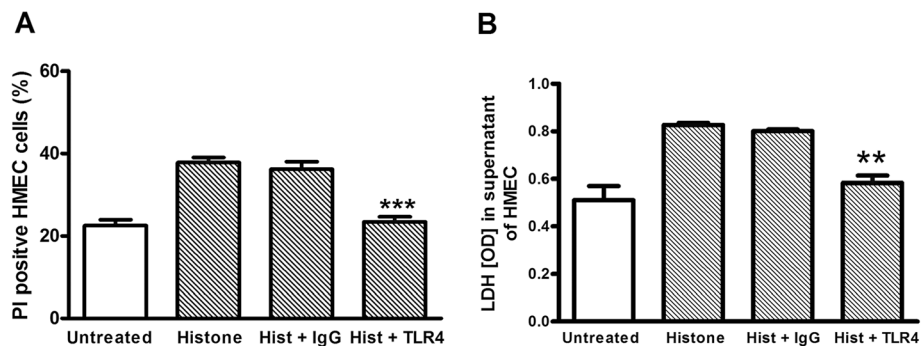 A
PI positve HMEC cells (%)
60
40
20
0
***
Untreated Histone Hist + IgG Hist + TLR4
B
LDH [OD] in supernatant
of HMEC
1.0
0.8
0.6
0.4
0.2
0.0
**
Untreated Histone Hist + IgG Hist + TLR4